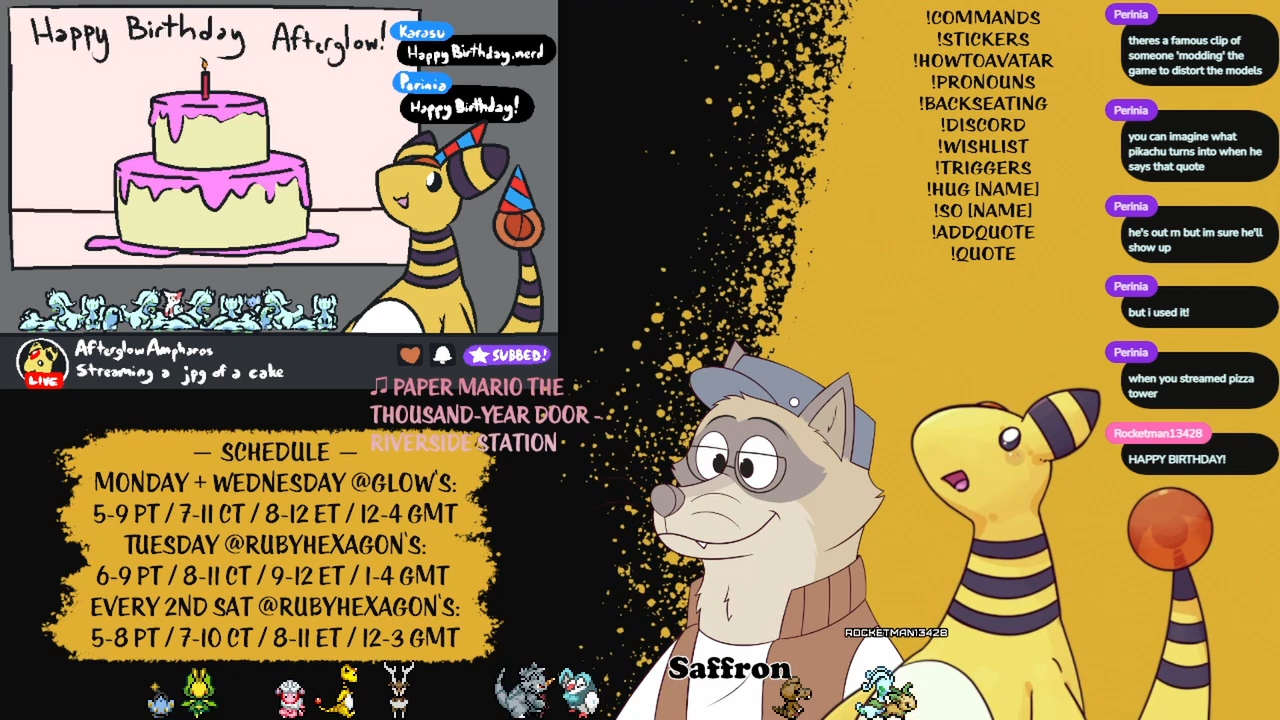 Happy Birthday Afterglow!
Karasu
Happy Birthday, nerd
Perinia
Happy Birthday!
AfterglowAmpharos
Streaming a jpg of a cake
LIVE
SUBBED!
♫ PAPER MARIO THE
THOUSAND-YEAR DOOR -
RIVERSIDE STATION
— SCHEDULE —
MONDAY + WEDNESDAY @GLOW'S:
5-9 PT / 7-11 CT / 8-12 ET / 12-4 GMT
TUESDAY @RUBYHEXAGON'S:
6-9 PT / 8-11 CT / 9-12 ET / 1-4 GMT
EVERY 2ND SAT @RUBYHEXAGON'S:
5-8 PT / 7-10 CT / 8-11 ET / 12-3 GMT
!COMMANDS
!STICKERS
!HOWTOAVATAR
!PRONOUNS
!BACKSEATING
!DISCORD
!WISHLIST
!TRIGGERS
!HUG [NAME]
!SO [NAME]
!ADDQUOTE
!QUOTE
Perinia
theres a famous clip of
someone 'modding' the
game to distort the models
Perinia
you can imagine what
pikachu turns into when he
says that quote
Perinia
he's out rn but im sure he'll
show up
Perinia
but i used it!
Perinia
when you streamed pizza
tower
Rocketman13428
HAPPY BIRTHDAY!
ROCKETMAN13428
Saffron